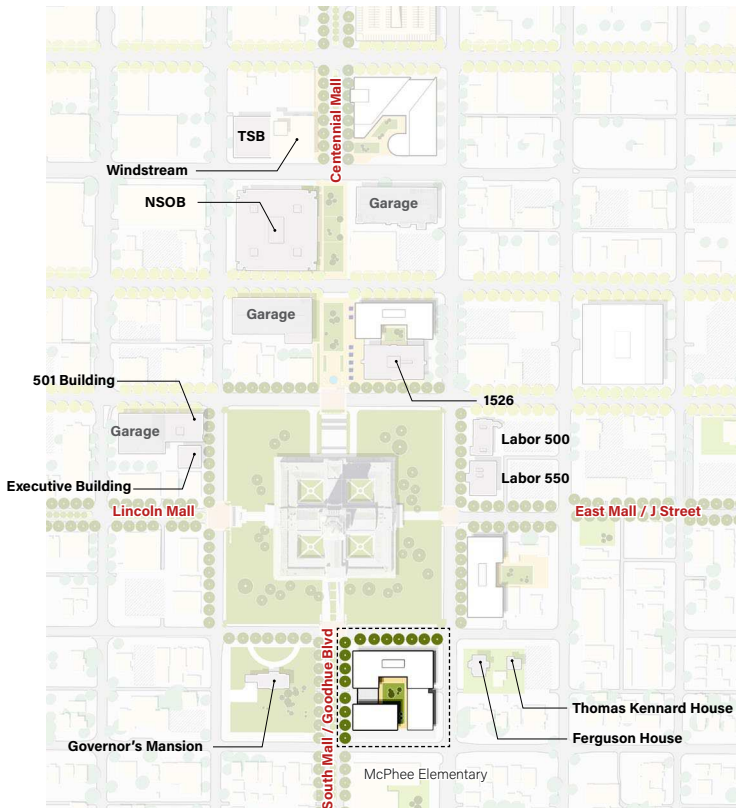 Centennial Mall
TSB
Windstream
NSOB
Garage
Garage
501 Building
1526
Garage
Labor 500
Labor 550
Executive Building
Lincoln Mall
East Mall / J Street
South Mall / Goodhue Blvd
Thomas Kennard House
Ferguson House
Governor's Mansion
McPhee Elementary